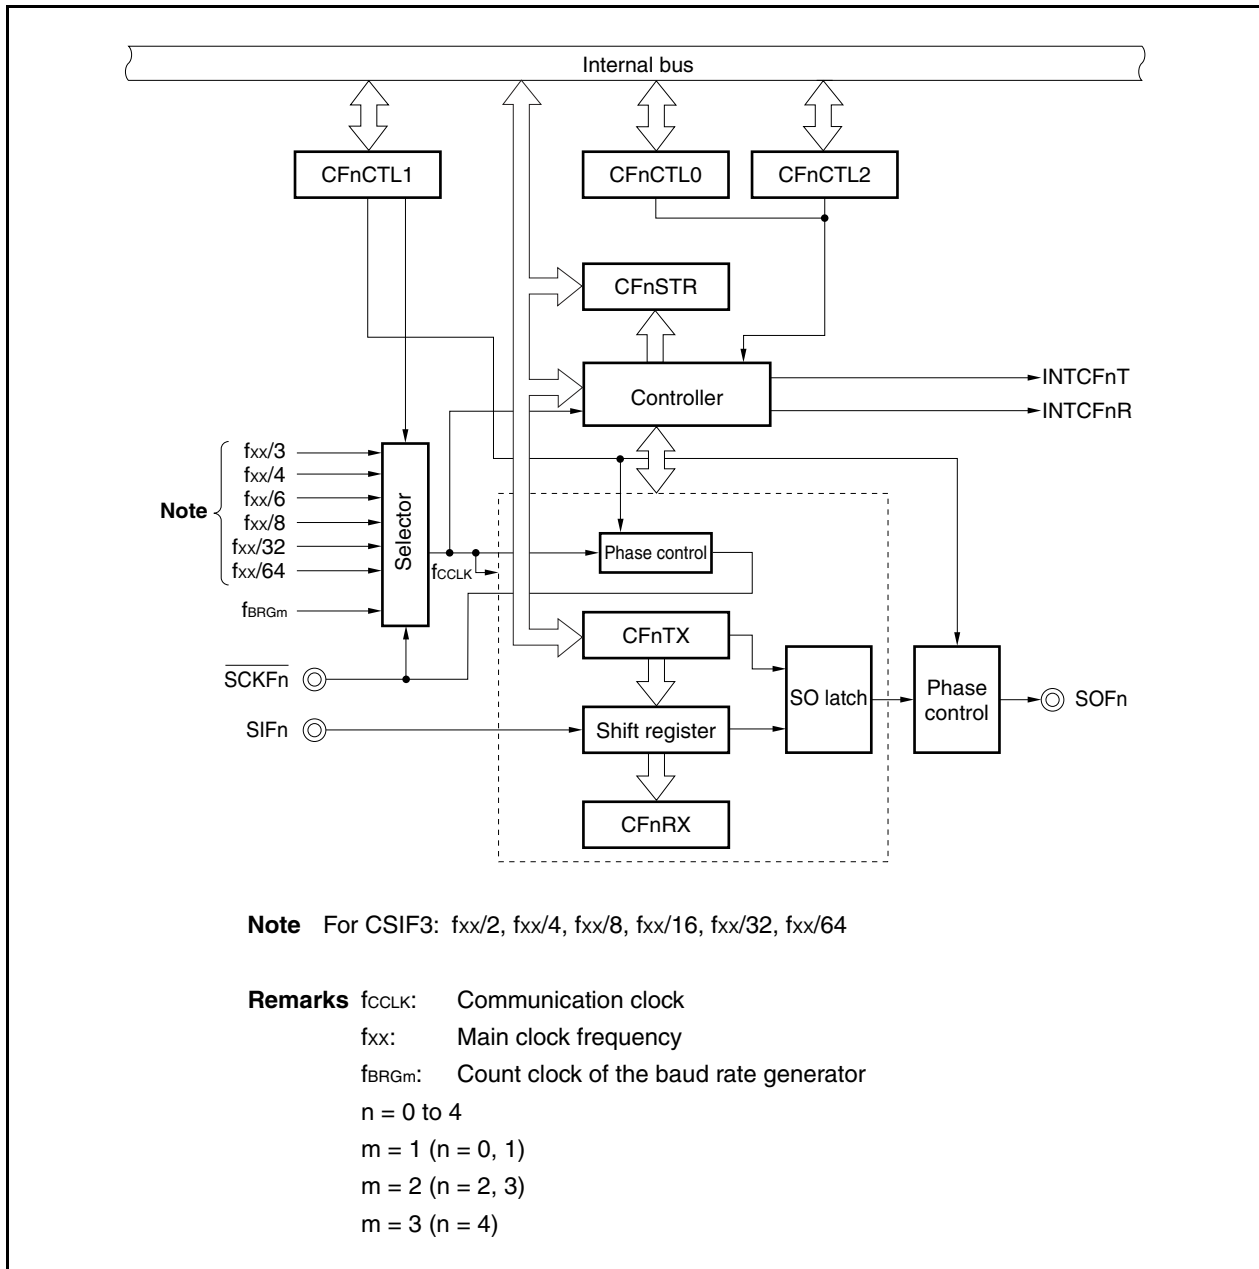 Internal bus
CFnCTL1
CFnCTL0
CFnCTL2
CFnSTR
Controller
INTCFnT
INTCFnR
Note
fxx/3
fxx/4
fxx/6
fxx/8
fxx/32
fxx/64
fBRGm
Selector
fCCLK
Phase control
SCKFn
SIFn
CFnTX
Shift register
CFnRX
SO latch
Phase
control
SOFn
Note For CSIF3: fxx/2, fxx/4, fxx/8, fxx/16, fxx/32, fxx/64
Remarks fCCLK: Communication clock
fxx: Main clock frequency
fBRGm: Count clock of the baud rate generator
n = 0 to 4
m = 1 (n = 0, 1)
m = 2 (n = 2, 3)
m = 3 (n = 4)